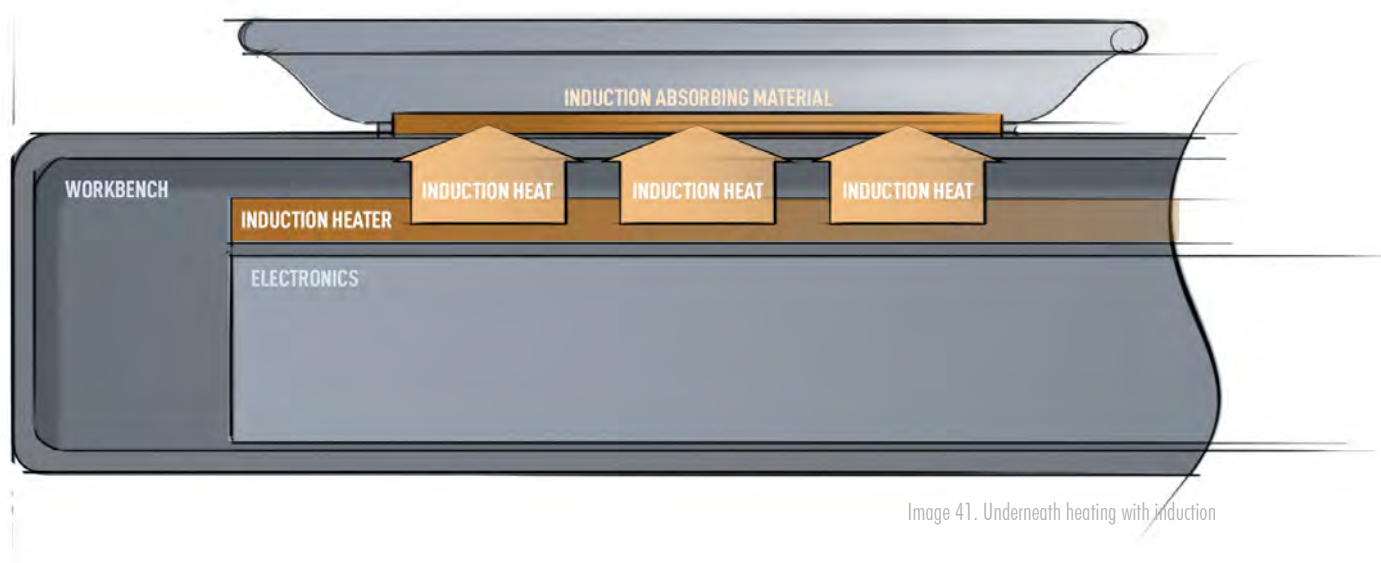 INDUCTION ABSORBING MATERIAL
WORKBENCH
INDUCTION HEAT
INDUCTION HEAT
INDUCTION HEAT
INDUCTION HEATER
ELECTRONICS
Image 41. Underneath heating with induction